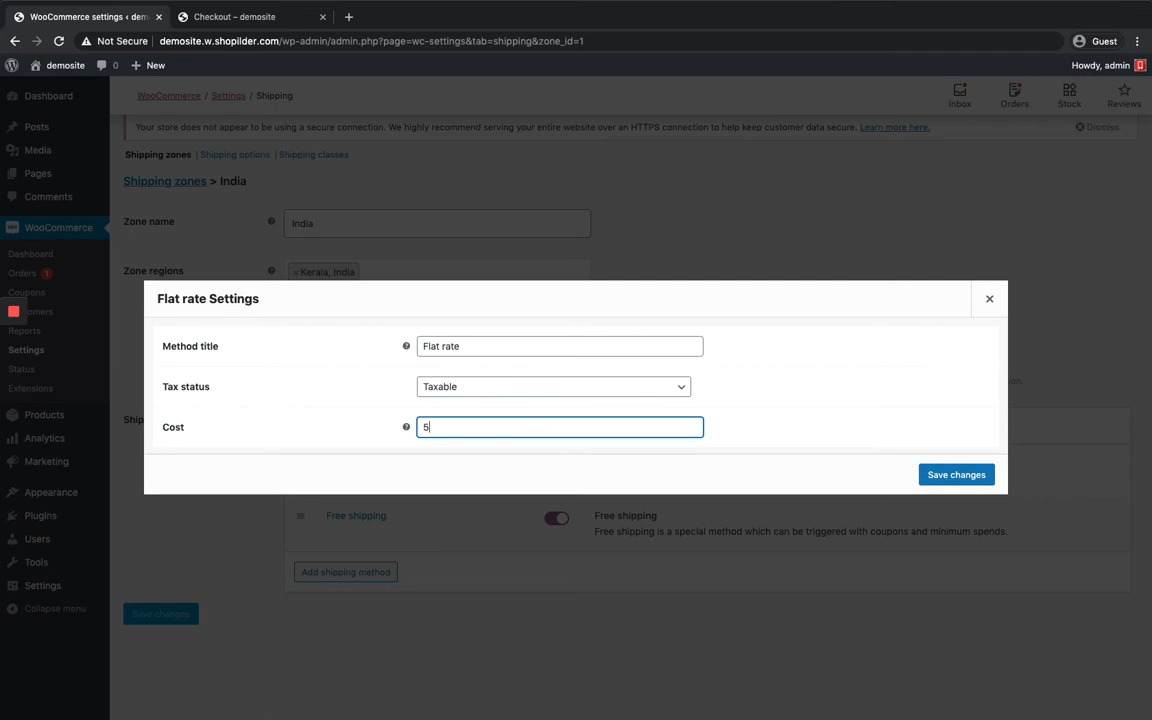 WooCommerce settings ‹ dem
Checkout – demosite
Not Secure
demosite.w.shopilder.com/wp-admin/admin.php?page=wc-settings&tab=shipping&zone_id=1
Guest
demosite
0
New
Howdy, admin
Dashboard
Posts
Media
Pages
Comments
WooCommerce
Dashboard
Orders 1
Coupons
omers
Reports
Settings
Status
Extensions
Products
Analytics
Marketing
Appearance
Plugins
Users
Tools
Settings
Collapse menu
WooCommerce / Settings / Shipping
Inbox
Orders
Stock
Reviews
Your store does not appear to be using a secure connection. We highly recommend serving your entire website over an HTTPS connection to help keep customer data secure. Learn more here.
Dismiss
Shipping zones | Shipping options | Shipping classes
Shipping zones > India
Zone name
India
Zone regions
× Kerala, India
Flat rate Settings
Method title
Flat rate
Tax status
Taxable
Cost
5
Save changes
Ship
Free shipping
Free shipping
Free shipping is a special method which can be triggered with coupons and minimum spends.
Add shipping method
Save changes